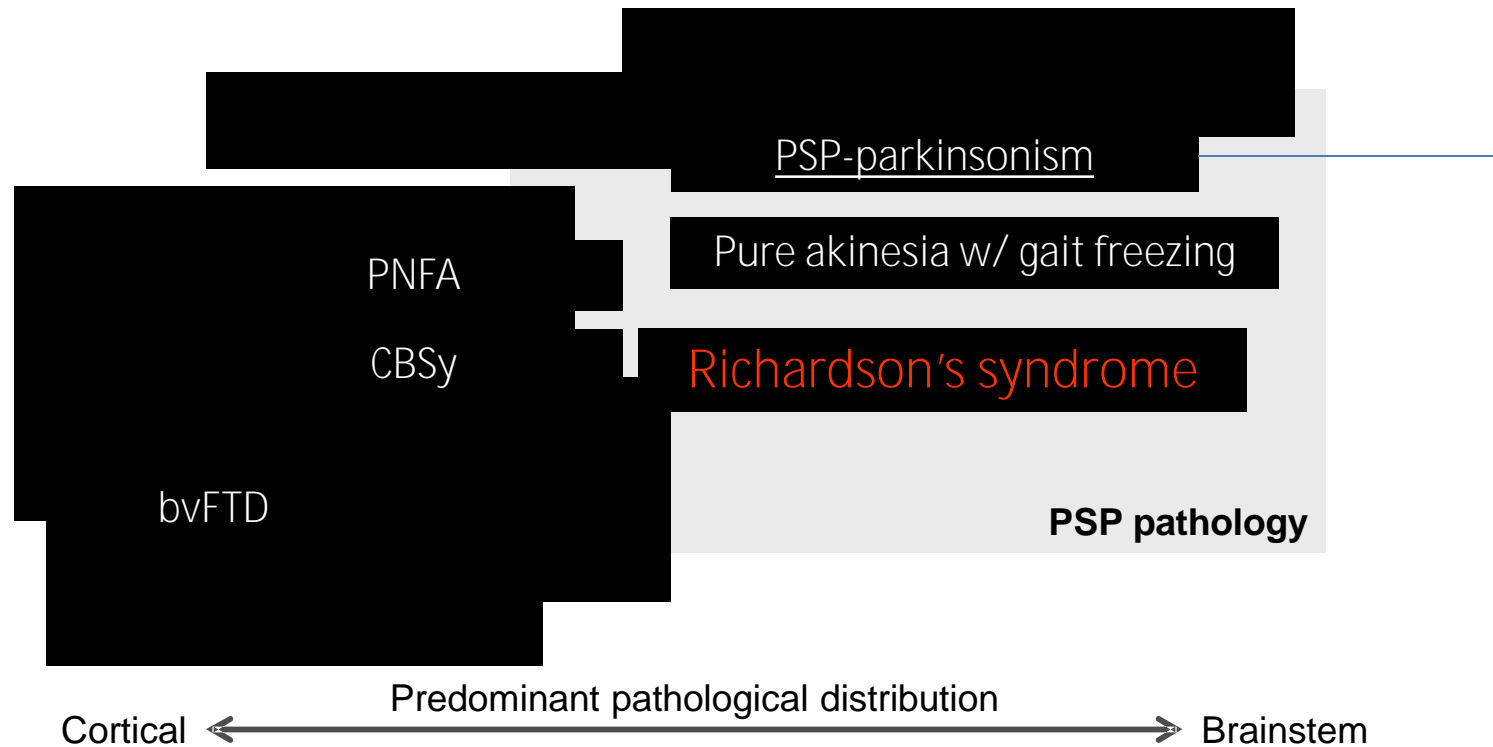 PSP-parkinsonism
Pure akinesia w/ gait freezing
PNFA
CBSy
Richardson's syndrome
bvFTD
PSP pathology
Predominant pathological distribution
Cortical
Brainstem